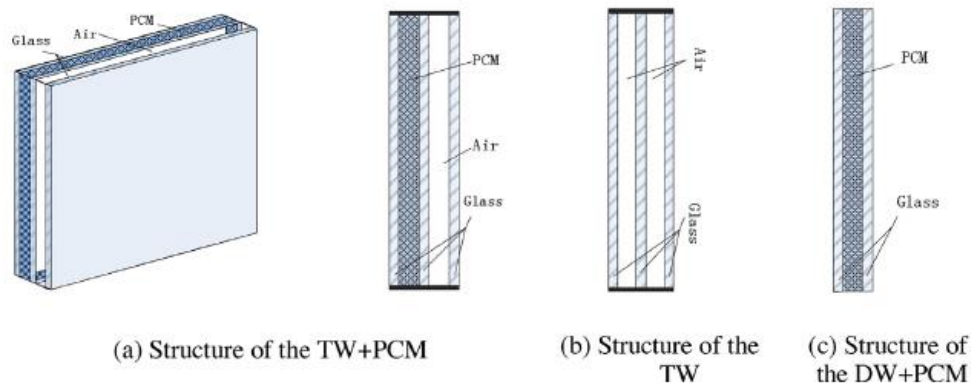 PCM
Air
Glass
PCM
Air
Glass
Air
Glass
PCM
Glass
(a) Structure of the TW+PCM
(b) Structure of the
TW
(c) Structure of
the DW+PCM